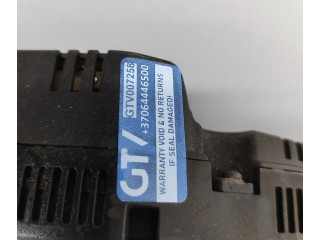 GTV
GTV007258
+37064446500
WARRANTY VOID & NO RETURNS
IF SEAL DAMAGED!